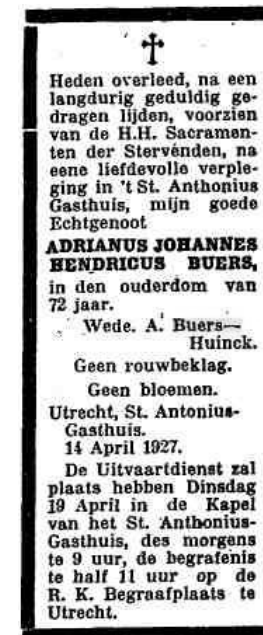 Heden overleed, na een
langdurig geduldig ge-
dragen lijden, voorzien
van de H.H. Sacramen-
ten der Stervenden, na
eene liefdevolle verple-
ging in 't St. Anthonius
Gasthuis, mijn goede
Echtgenoot
ADRIANUS JOHANNES
HENDRICUS BUERS,
in den ouderdom van
72 jaar.
Wede. A. Buers—
Huinck.
Geen rouwbeklag.
Geen bloemen.
Utrecht, St. Antonius-
Gasthuis.
14 April 1927.
De Uitvaartdienst zal
plaats hebben Dinsdag
19 April in de Kapel
van het St. Anthonius-
Gasthuis, des morgens
te 9 uur, de begrafenis
te half 11 uur op de
R. K. Begraafplaats te
Utrecht.